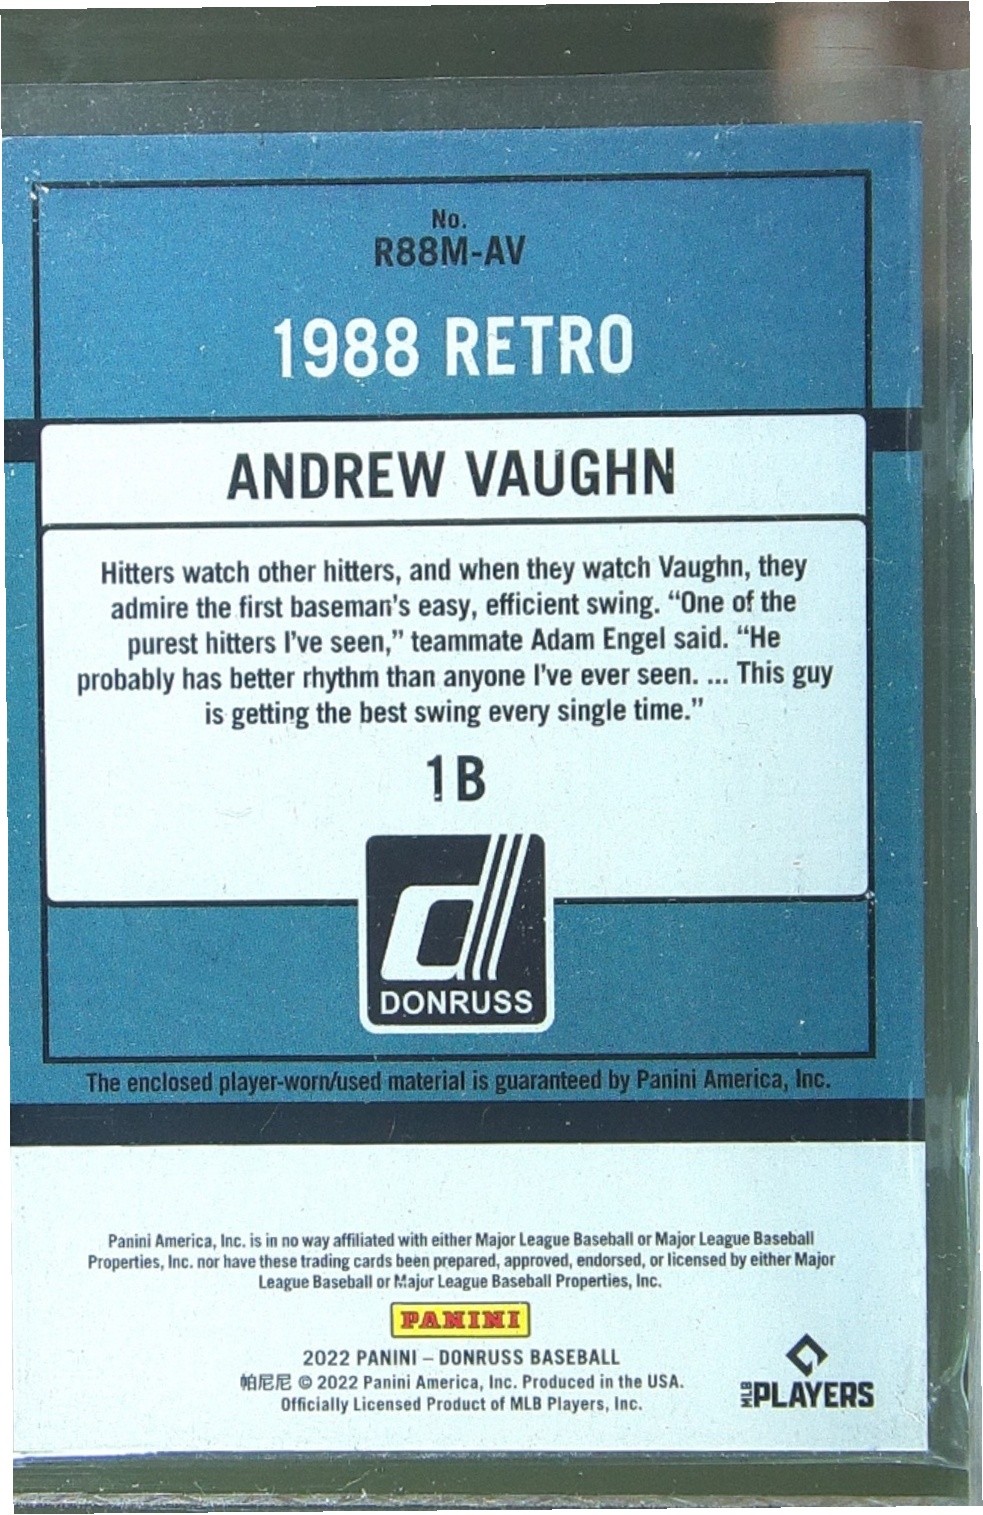 No.
R88M-AV
1988 RETRO
ANDREW VAUGHN
Hitters watch other hitters, and when they watch Vaughn, they
admire the first baseman's easy, efficient swing. “One of the
purest hitters I've seen,” teammate Adam Engel said. “He
probably has better rhythm than anyone I've ever seen. ... This guy
is getting the best swing every single time.”
1B
d
DONRUSS
The enclosed player-worn/used material is guaranteed by Panini America, Inc.
Panini America, Inc. is in no way affiliated with either Major League Baseball or Major League Baseball
Properties, Inc. nor have these trading cards been prepared, approved, endorsed, or licensed by either Major
League Baseball or Major League Baseball Properties, Inc.
PANINI
2022 PANINI – DONRUSS BASEBALL
帕尼尼 © 2022 Panini America, Inc. Produced in the USA.
Officially Licensed Product of MLB Players, Inc.
MLB PLAYERS